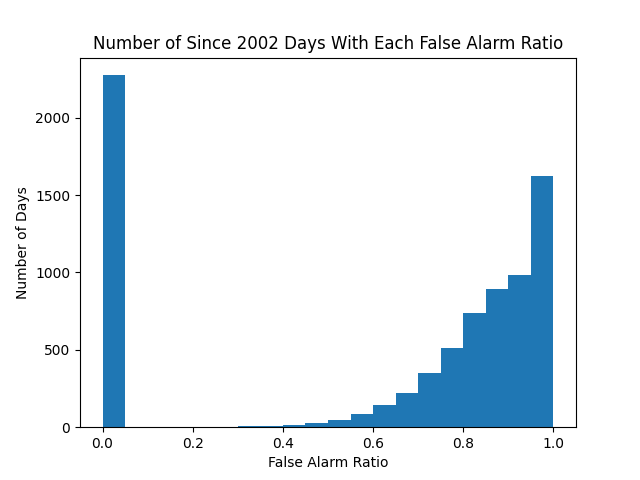 Number of Since 2002 Days With Each False Alarm Ratio
2000
1500
1000
500
0
Number of Days
0.0 0.2 0.4 0.6 0.8 1.0
False Alarm Ratio